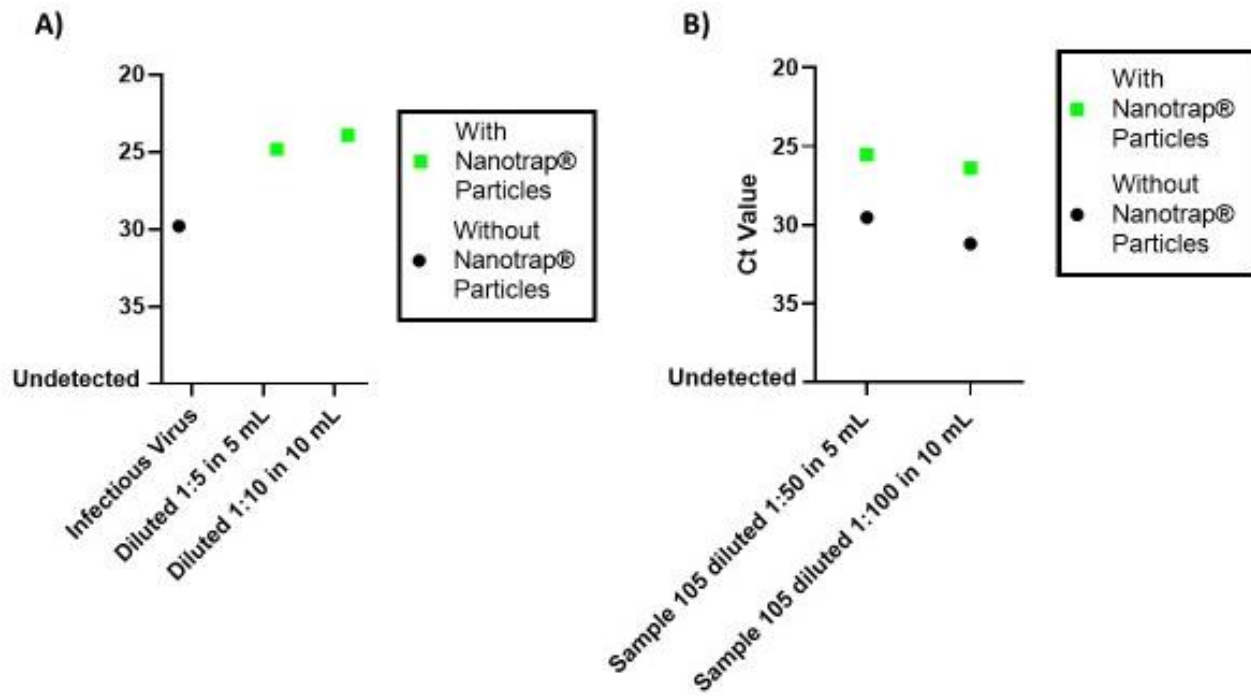 A)
20
25
30
35
Undetected
Infectious Virus
Diluted 1:5 in 5 mL
Diluted 1:10 in 10 mL
With
Nanotrap®
Particles
Without
Nanotrap®
Particles
B)
Ct Value
20
25
30
35
Undetected
Sample 105 diluted 1:50 in 5 mL
Sample 105 diluted 1:100 in 10 mL
With
Nanotrap®
Particles
Without
Nanotrap®
Particles